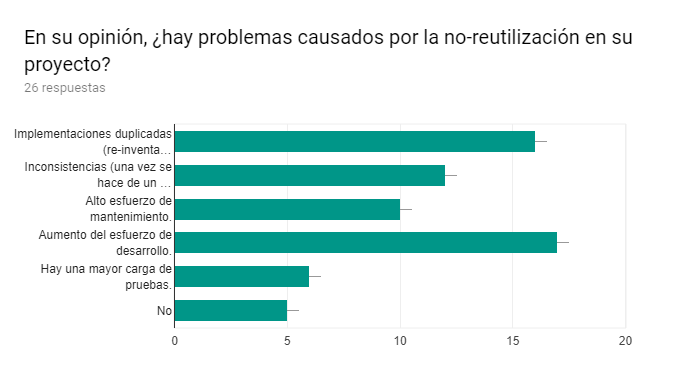 En su opinión, ¿hay problemas causados por la no-reutilización en su
proyecto?
26 respuestas
Implementaciones duplicadas
(re-inventa…
Inconsistencias (una vez se
hace de un …
Alto esfuerzo de
mantenimiento.
Aumento del esfuerzo de
desarrollo.
Hay una mayor carga de
pruebas.
No
0
5
10
15
20